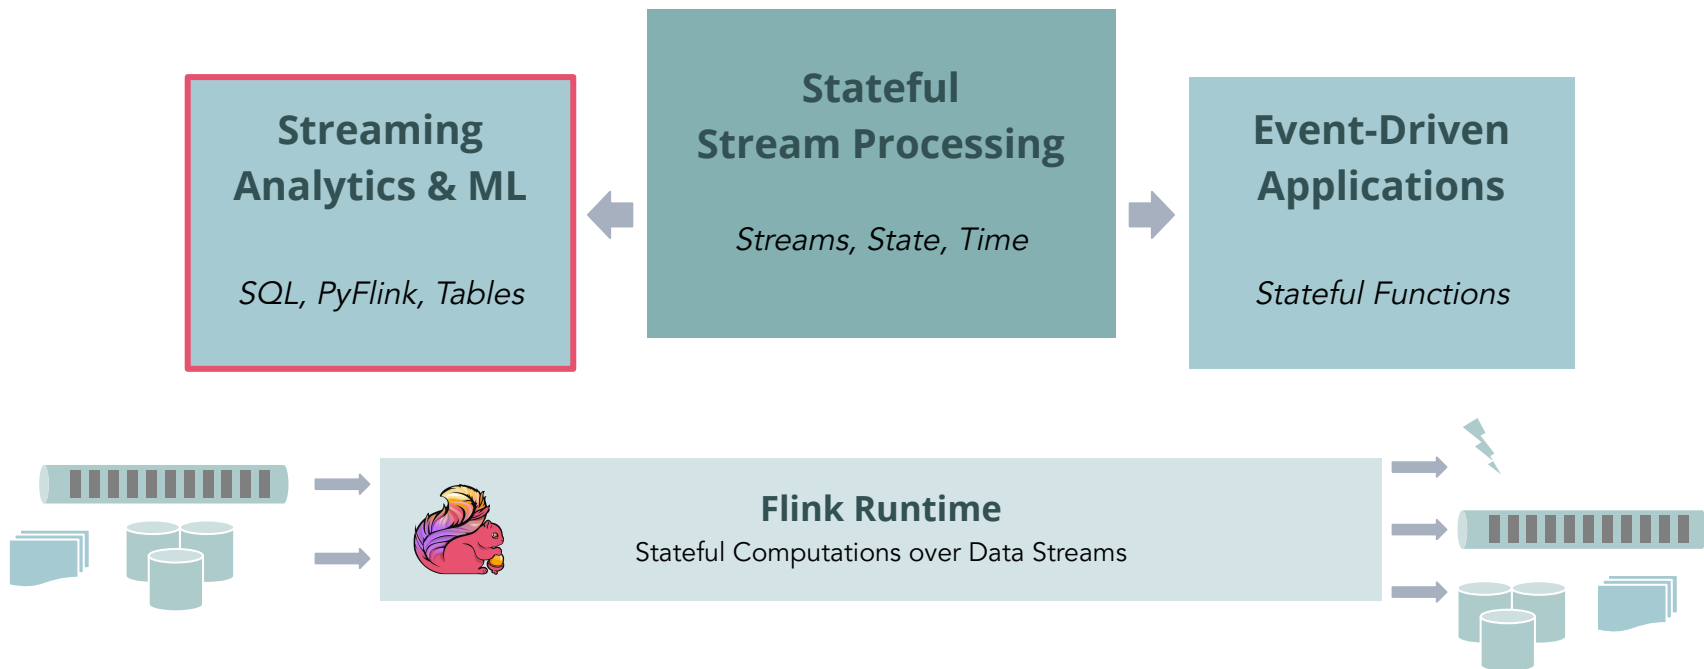 Streaming
Analytics & ML
SQL, PyFlink, Tables
Stateful
Stream Processing
Streams, State, Time
Event-Driven
Applications
Stateful Functions
Flink Runtime
Stateful Computations over Data Streams